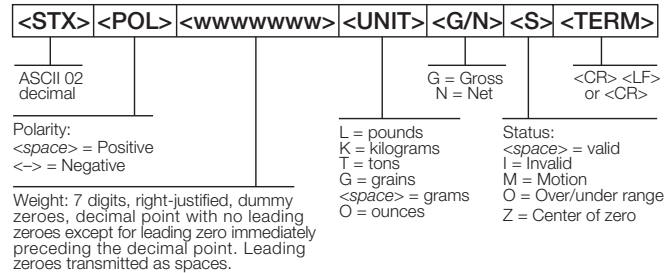 <STX> <POL> <wwwwwww> <UNIT> <G/N> <S> <TERM>
ASCII 02
decimal
G = Gross
N = Net
<CR> <LF>
or <CR>
Polarity:
<space> = Positive
<–> = Negative
L = pounds
K = kilograms
T = tons
G = grains
<space> = grams
O = ounces
Status:
<space> = valid
I = Invalid
M = Motion
O = Over/under range
Z = Center of zero
Weight: 7 digits, right-justified, dummy
zeroes, decimal point with no leading
zeroes except for leading zero immediately
preceding the decimal point. Leading
zeroes transmitted as spaces.